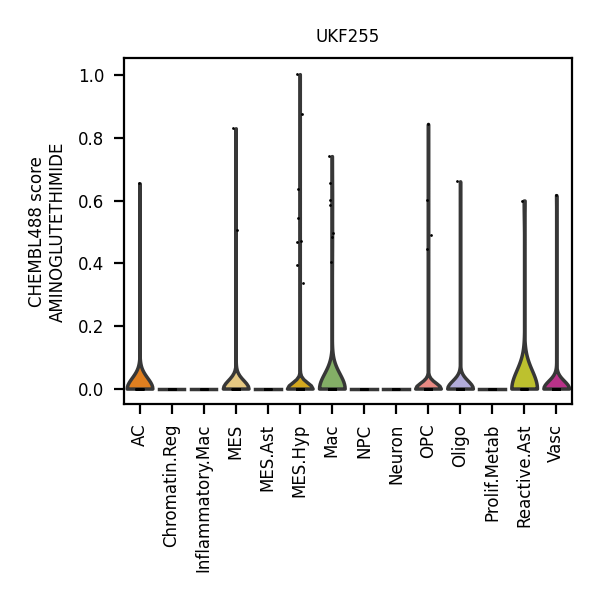 UKF255
CHEMBL488 score
AMINOGLUTETHIMIDE
1.0
0.8
0.6
0.4
0.2
0.0
AC
Chromatin.Reg
Inflammatory.Mac
MES
MES.Ast
MES.Hyp
Mac
NPC
Neuron
OPC
Oligo
Prolif.Metab
Reactive.Ast
Vasc